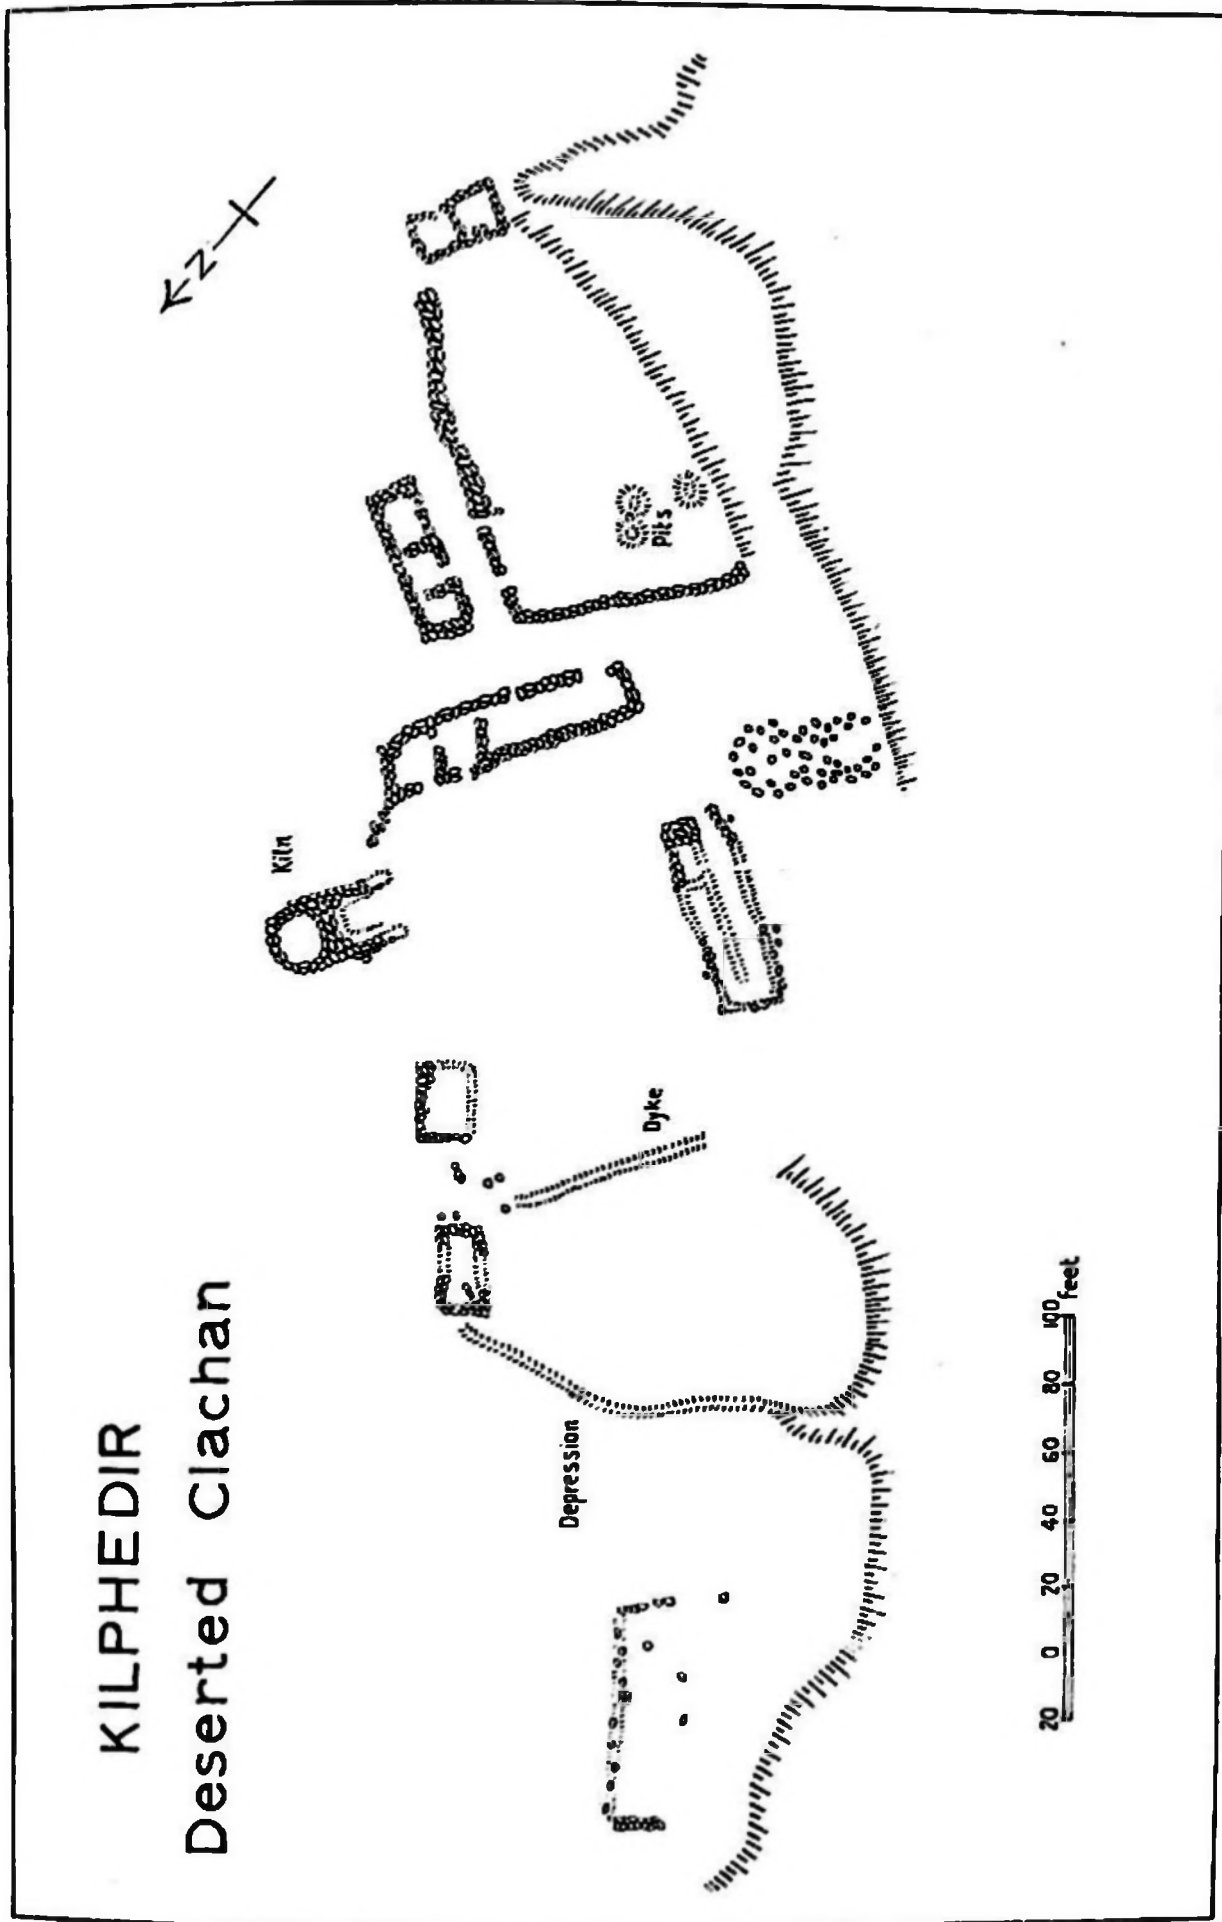 KILPHEDIR
Deserted Clachan
N
Kiln
Pits
Dyke
Depression
20 0 20 40 60 80 100
feet